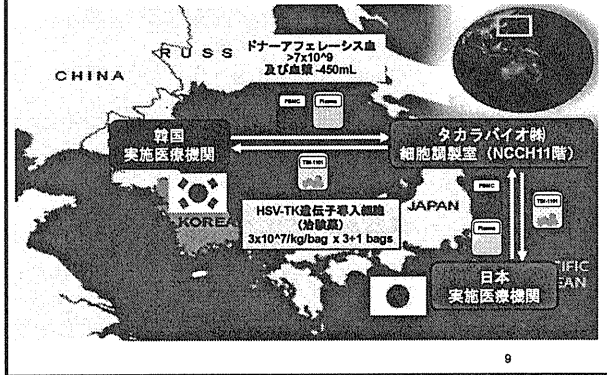 RUSS
CHINA
ドナーアフェレーシス血
>7x10^9
及び血漿 -450mL
PBMC
Plasma
韓国
実施医療機関
タカラバイオ㈱
細胞調製室（NCCH11階）
TBI-1101
HSV-TK遺伝子導入細胞
（治験薬）
3x10^7/kg/bag x 3+1 bags
KOREA
JAPAN
PBMC
TBI-1101
Plasma
日本
実施医療機関
IFIC
EAN
9